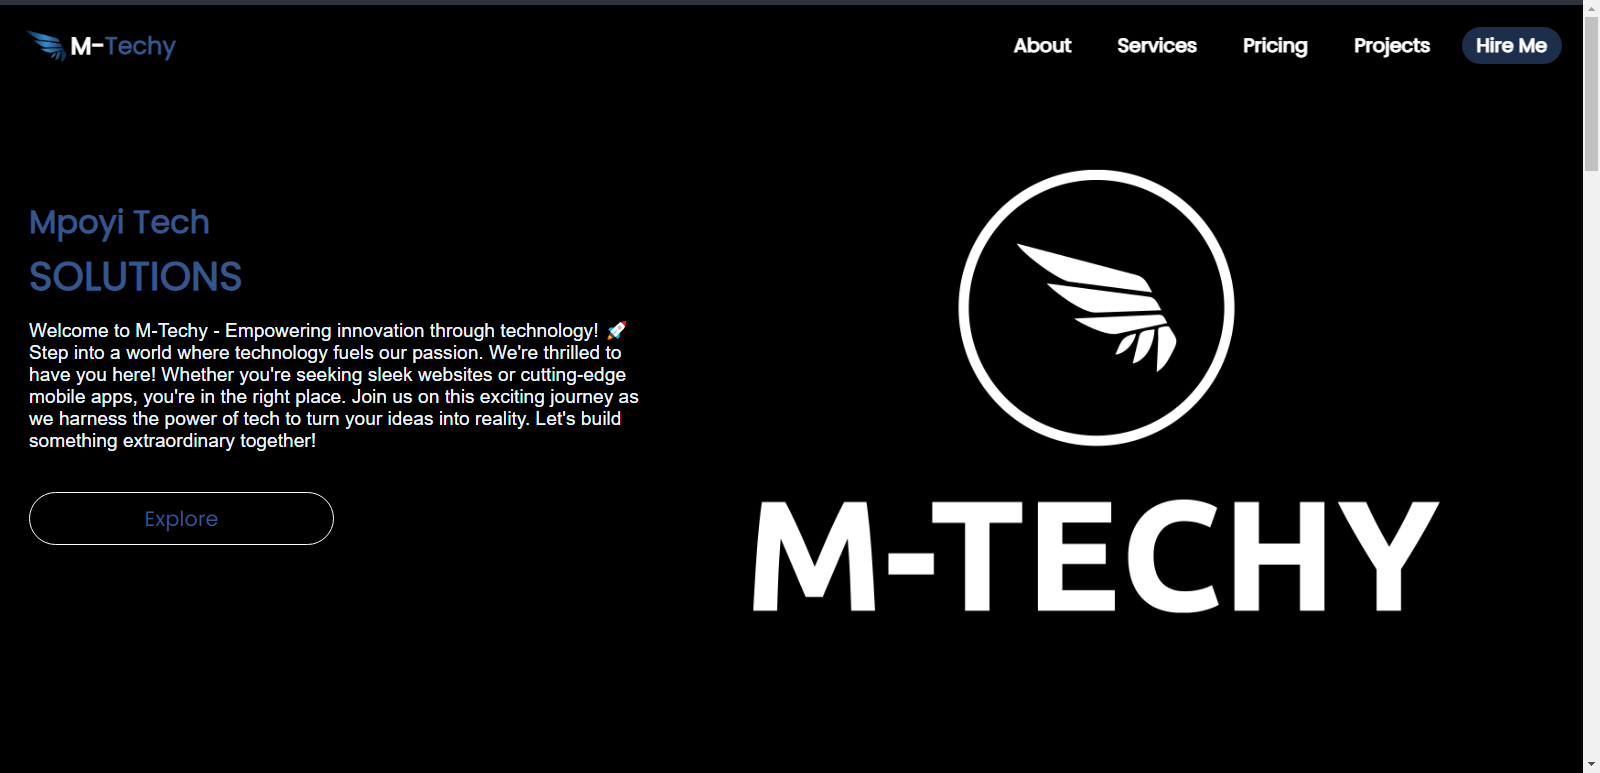 M-Techy
About
Services
Pricing
Projects
Hire Me
Mpoyi Tech
SOLUTIONS
Welcome to M-Techy - Empowering innovation through technology! 🚀
Step into a world where technology fuels our passion. We're thrilled to
have you here! Whether you're seeking sleek websites or cutting-edge
mobile apps, you're in the right place. Join us on this exciting journey as
we harness the power of tech to turn your ideas into reality. Let's build
something extraordinary together!
Explore
M-TECHY